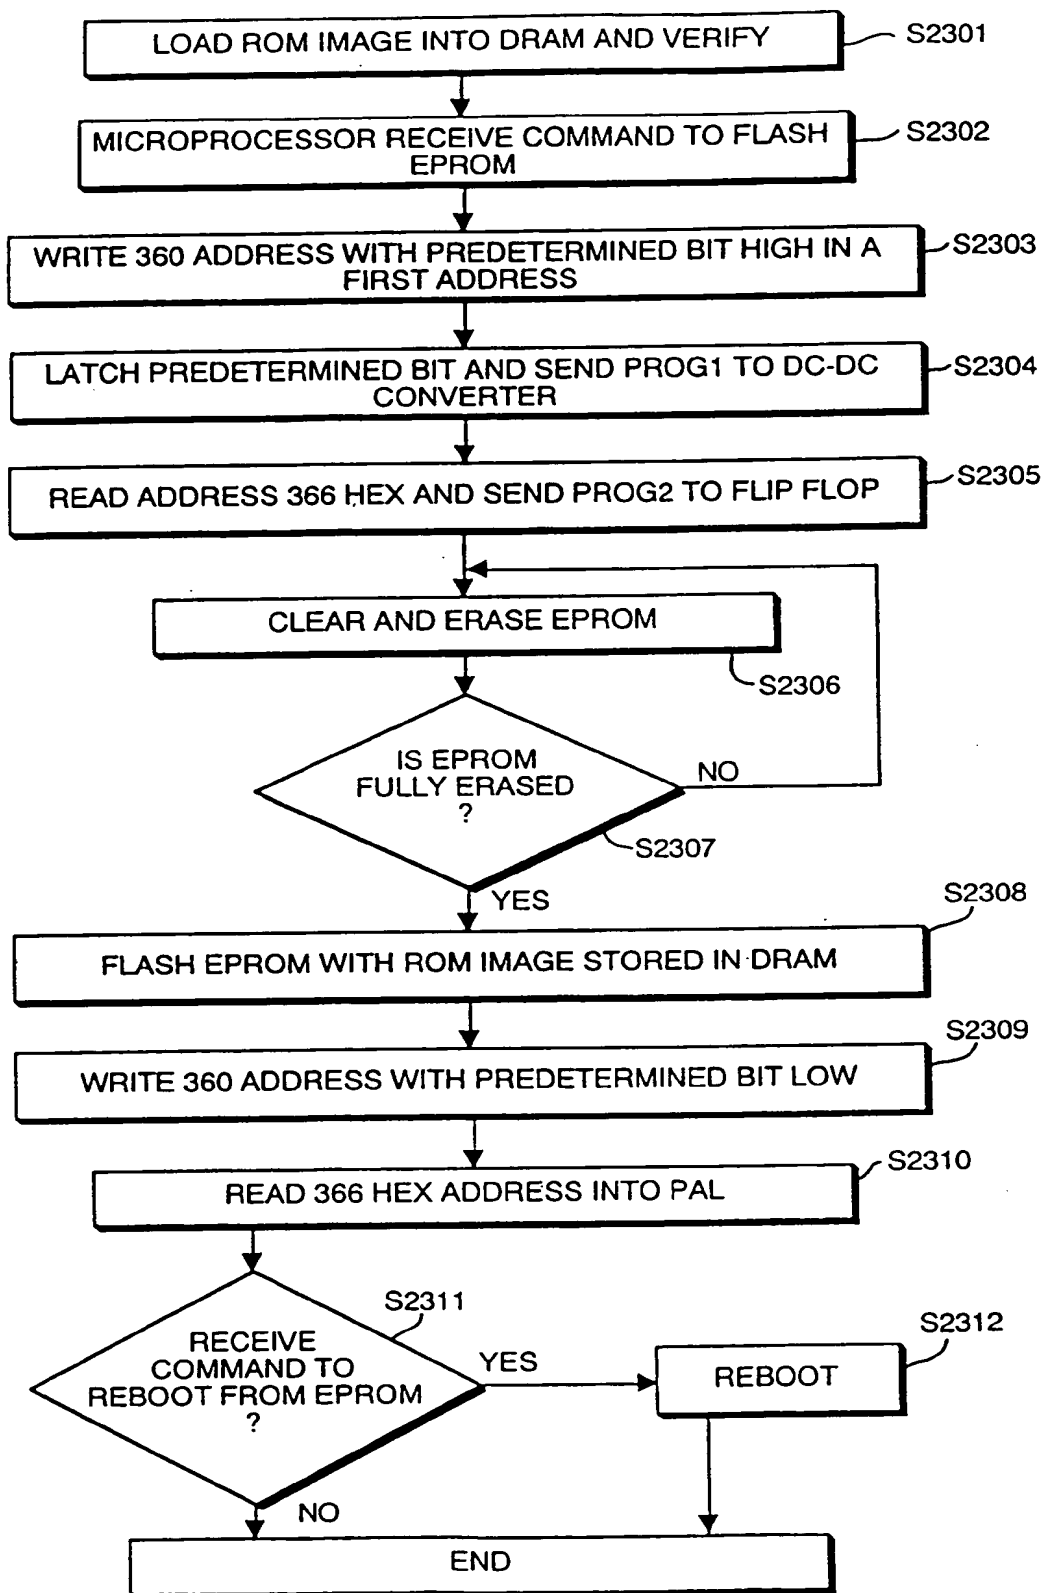 LOAD ROM IMAGE INTO DRAM AND VERIFY
S2301
MICROPROCESSOR RECEIVE COMMAND TO FLASH
EPROM
S2302
WRITE 360 ADDRESS WITH PREDETERMINED BIT HIGH IN A
FIRST ADDRESS
S2303
LATCH PREDETERMINED BIT AND SEND PROG1 TO DC-DC
CONVERTER
S2304
READ ADDRESS 366 HEX AND SEND PROG2 TO FLIP FLOP
S2305
CLEAR AND ERASE EPROM
S2306
IS EPROM
FULLY ERASED
?
NO
S2307
YES
S2308
FLASH EPROM WITH ROM IMAGE STORED IN DRAM
S2309
WRITE 360 ADDRESS WITH PREDETERMINED BIT LOW
S2310
READ 366 HEX ADDRESS INTO PAL
S2311
RECEIVE
COMMAND TO
REBOOT FROM EPROM
?
YES
S2312
REBOOT
NO
END